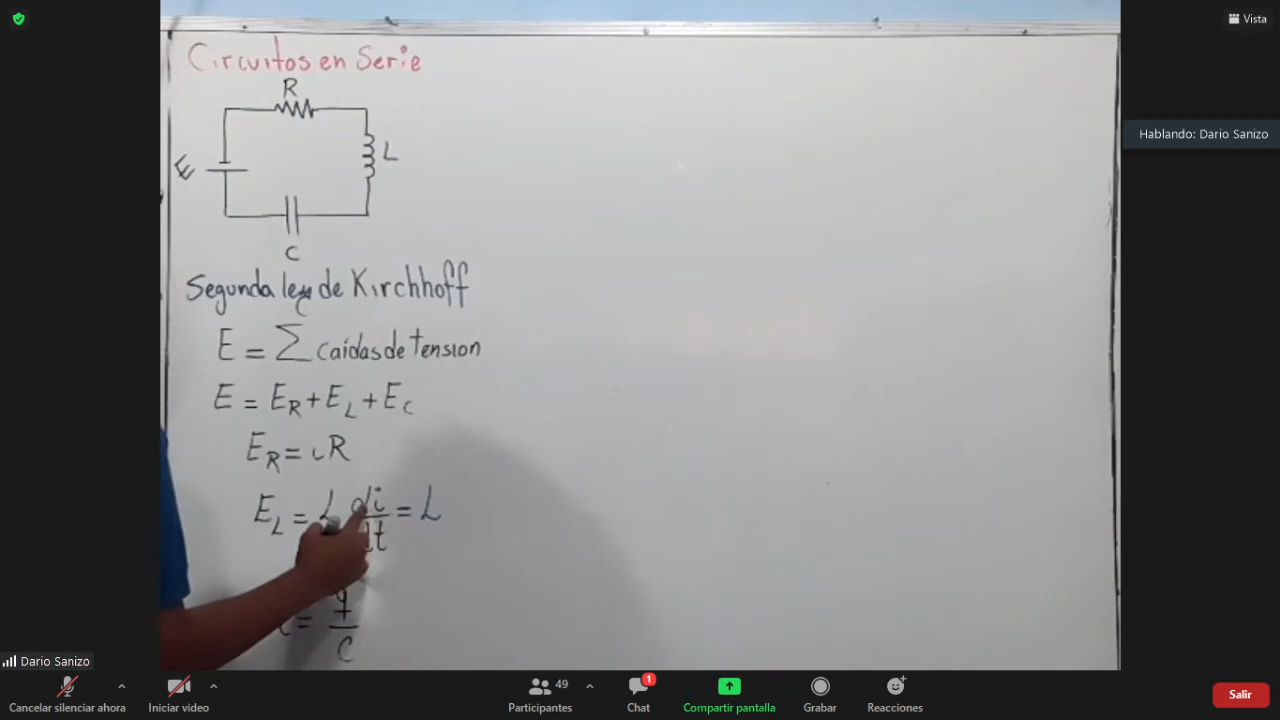 Vista
Circuitos en Serie
R
E
L
C
Hablando: Dario Sanizo
Segunda ley de Kirchhoff
E = Σ caídas de tension
E = E_R + E_L + E_C
E_R = iR
E_L = L di/dt = L
= q/C
Dario Sanizo
Cancelar silenciar ahora
Iniciar video
49
Participantes
1
Chat
Compartir pantalla
Grabar
Reacciones
Salir